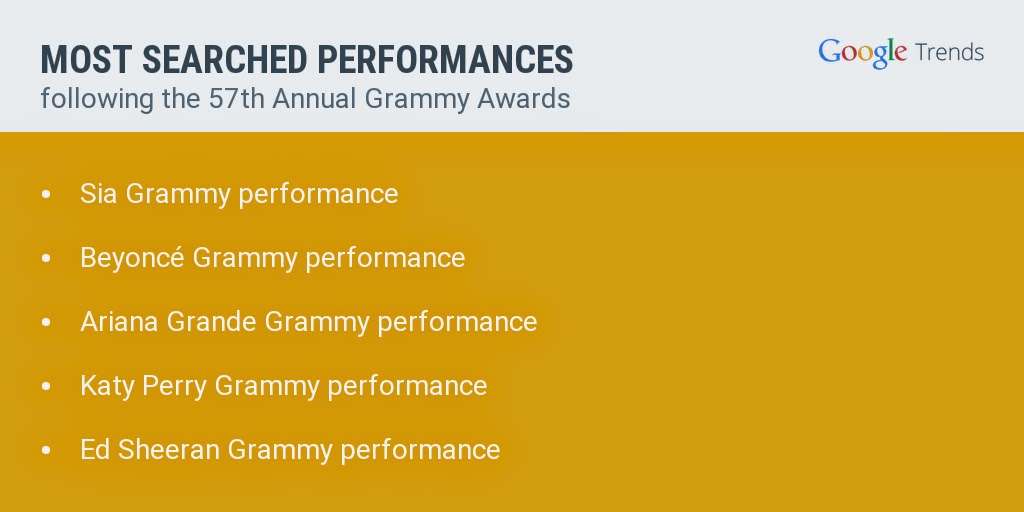 MOST SEARCHED PERFORMANCES
following the 57th Annual Grammy Awards
Google Trends
• Sia Grammy performance
• Beyoncé Grammy performance
• Ariana Grande Grammy performance
• Katy Perry Grammy performance
• Ed Sheeran Grammy performance